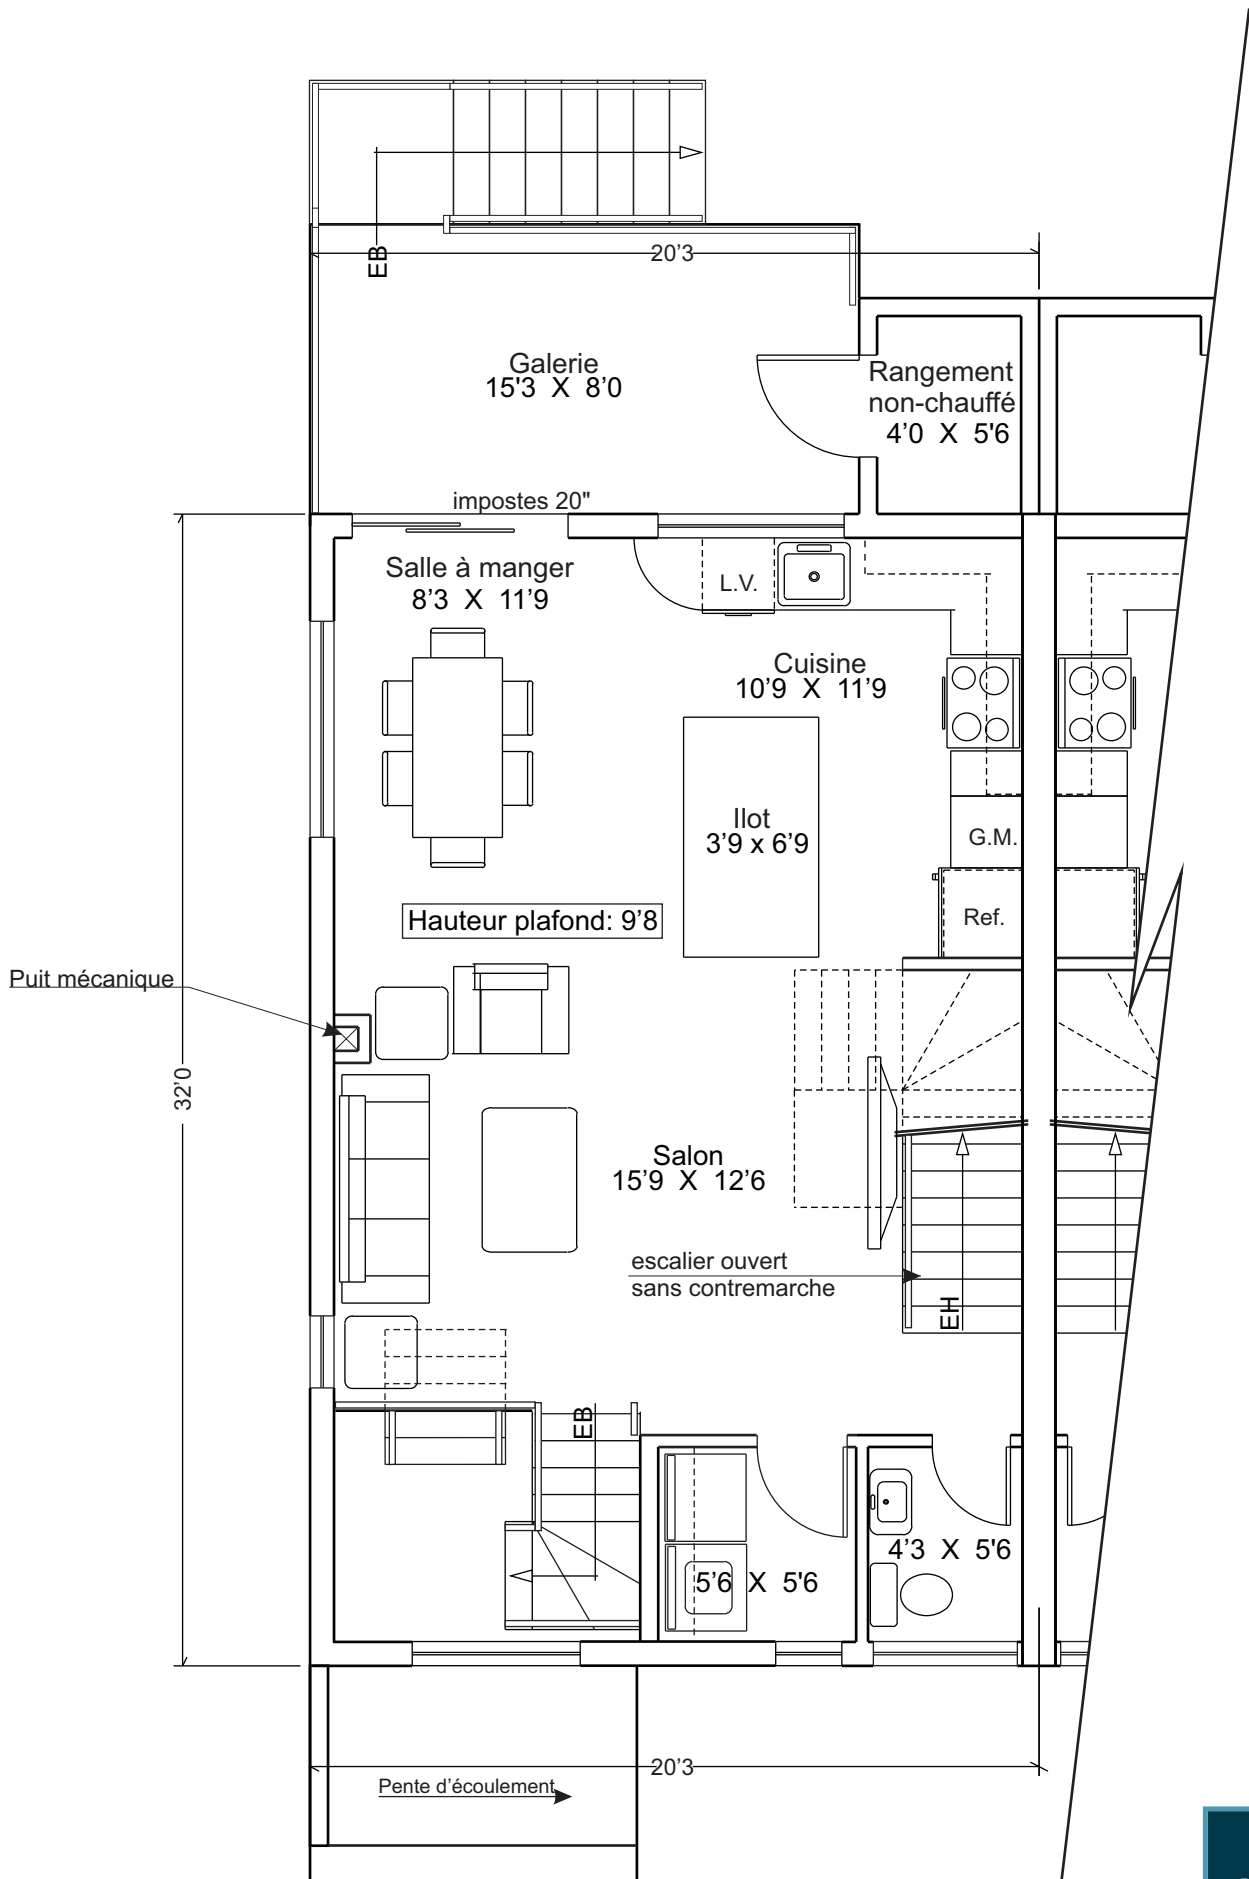 EB
20'3
Galerie
15'3 X 8'0
Rangement
non-chauffé
4'0 X 5'6
impostes 20"
Salle à manger
8'3 X 11'9
L.V.
Cuisine
10'9 X 11'9
Ilot
3'9 x 6'9
G.M.
Hauteur plafond: 9'8
Ref.
Puit mécanique
32'0
Salon
15'9 X 12'6
escalier ouvert
sans contremarche
EH
EB
4'3 X 5'6
5'6 X 5'6
20'3
Pente d'écoulement